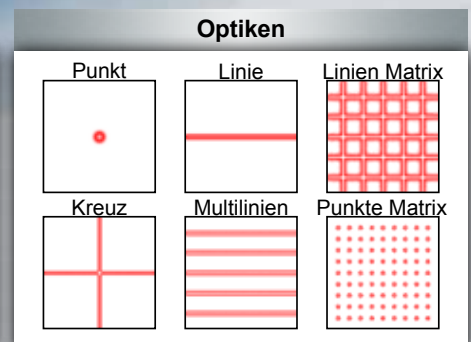 Optiken
Punkt
Linie
Linien Matrix
Kreuz
Multilinien
Punkte Matrix